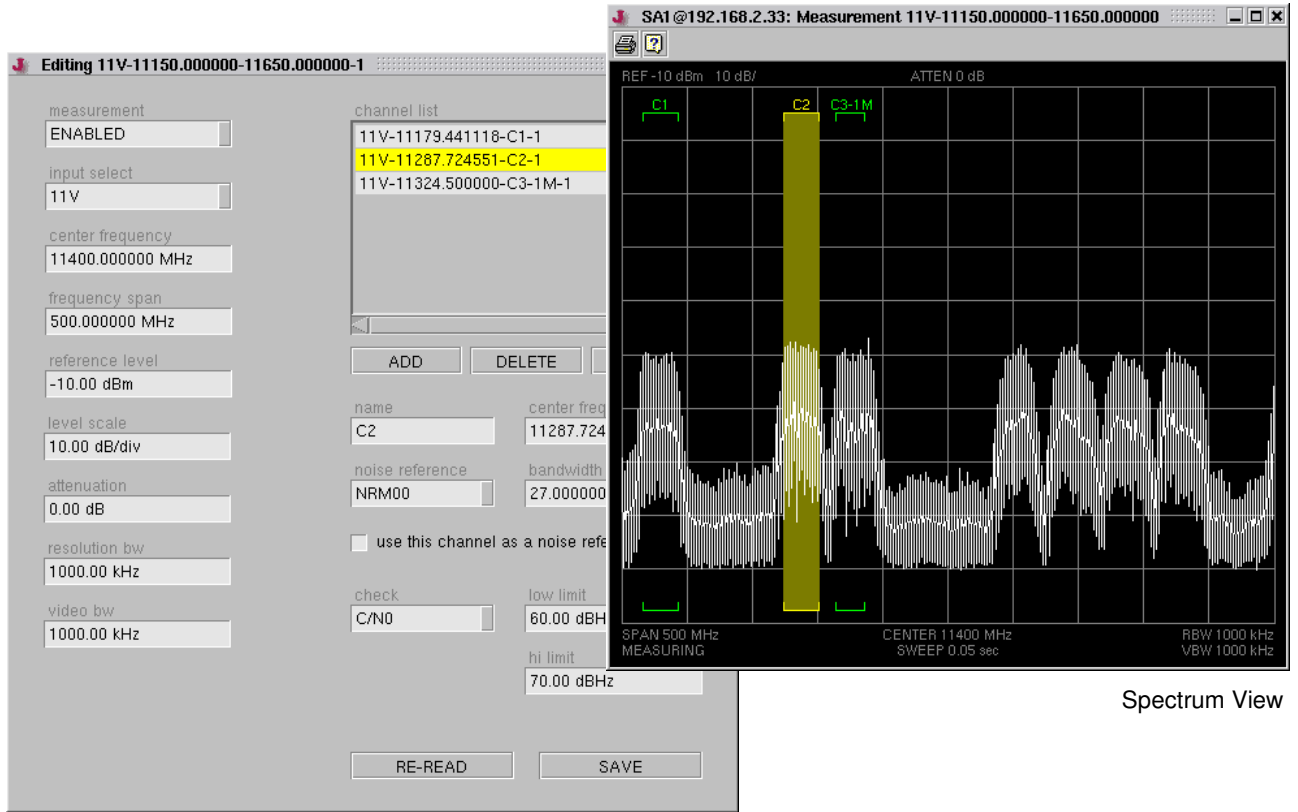 SA1@192.168.2.33: Measurement 11V-11150.000000-11650.000000
REF -10 dBm 10 dB/ ATTEN 0 dB
C1 C2 C3-1M
SPAN 500 MHz CENTER 11400 MHz RBW 1000 kHz
MEASURING SWEEP 0.05 sec VBW 1000 kHz
Spectrum View
Editing 11V-11150.000000-11650.000000-1
measurement
ENABLED
input select
11V
center frequency
11400.000000 MHz
frequency span
500.000000 MHz
reference level
-10.00 dBm
level scale
10.00 dB/div
attenuation
0.00 dB
resolution bw
1000.00 kHz
video bw
1000.00 kHz
channel list
11V-11179.441118-C1-1
11V-11287.724551-C2-1
11V-11324.500000-C3-1M-1
ADD DELETE
name center freq
C2 11287.724
noise reference bandwidth
NRM00 27.000000
use this channel as a noise refe
check low limit
C/N0 60.00 dBH
hi limit
70.00 dBHz
RE-READ SAVE